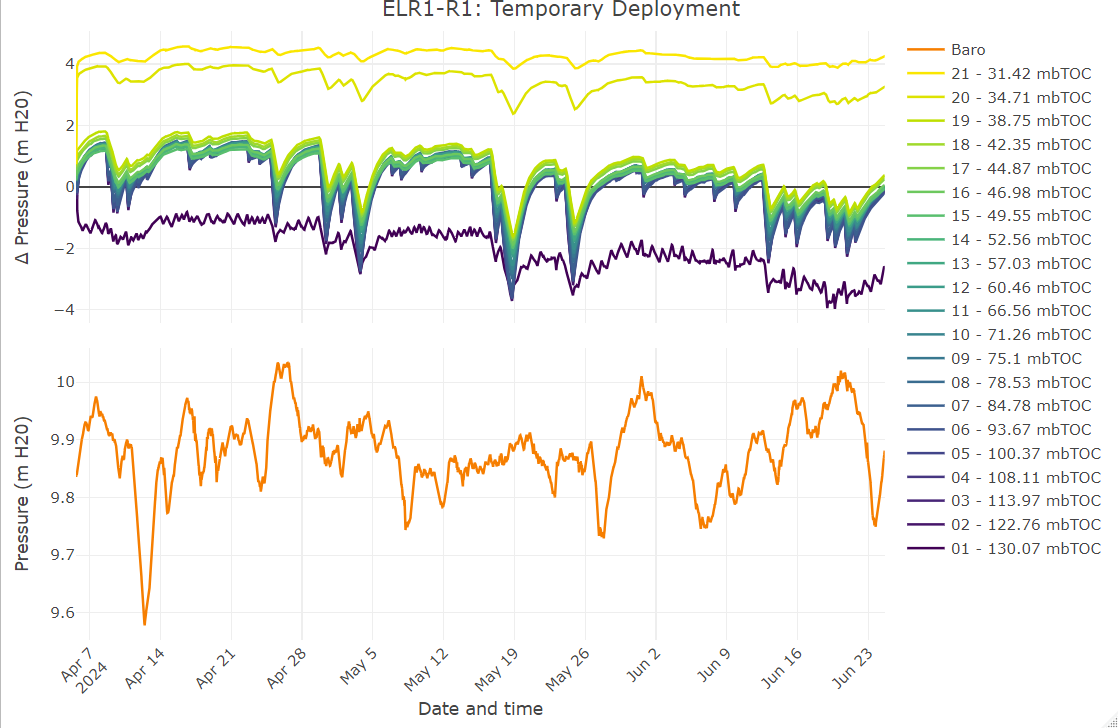 ELR1-R1: Temporary Deployment
Δ Pressure (m H20)
4
2
0
−2
−4
Pressure (m H20)
10
9.9
9.8
9.7
9.6
Apr 7
2024
Apr 14
Apr 21
Apr 28
May 5
May 12
May 19
May 26
Jun 2
Jun 9
Jun 16
Jun 23
Date and time
Baro
21 - 31.42 mbTOC
20 - 34.71 mbTOC
19 - 38.75 mbTOC
18 - 42.35 mbTOC
17 - 44.87 mbTOC
16 - 46.98 mbTOC
15 - 49.55 mbTOC
14 - 52.56 mbTOC
13 - 57.03 mbTOC
12 - 60.46 mbTOC
11 - 66.56 mbTOC
10 - 71.26 mbTOC
09 - 75.1 mbTOC
08 - 78.53 mbTOC
07 - 84.78 mbTOC
06 - 93.67 mbTOC
05 - 100.37 mbTOC
04 - 108.11 mbTOC
03 - 113.97 mbTOC
02 - 122.76 mbTOC
01 - 130.07 mbTOC